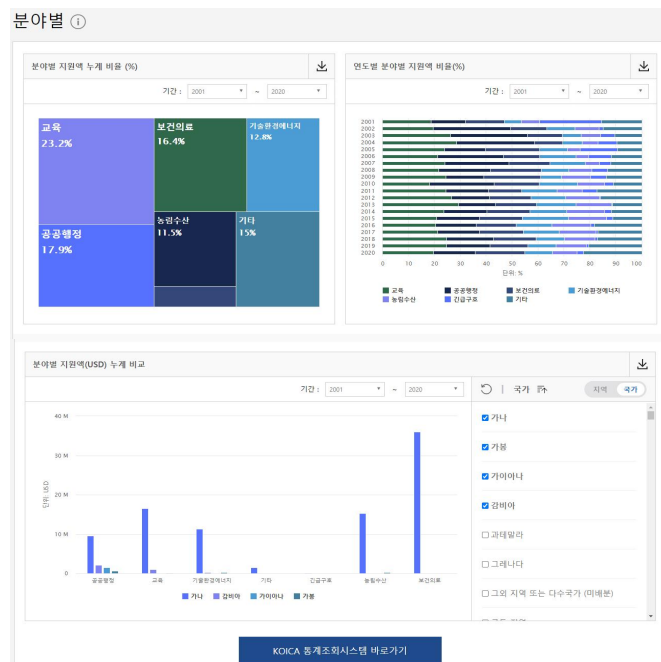 분야별
분야별 지원액 누계 비율 (%)
기간 : 2001 ~ 2020
교육
23.2%
보건의료
16.4%
기술환경에너지
12.8%
공공행정
17.9%
농림수산
11.5%
기타
15%
연도별 분야별 지원액 비율(%)
기간 : 2001 ~ 2020
2001
2002
2003
2004
2005
2006
2007
2008
2009
2010
2011
2012
2013
2014
2015
2016
2017
2018
2019
2020
0 10 20 30 40 50 60 70 80 90 100
단위: %
교육 공공행정 보건의료 기술환경에너지
농림수산 긴급구호 기타
분야별 지원액(USD) 누계 비교
기간 : 2001 ~ 2020
40 M
30 M
20 M
10 M
0
단위: USD
공공행정 교육 기술환경에너지 기타 긴급구호 농림수산 보건의료
가나 감비아 가이아나 가봉
국가 지역 국가
가나
가봉
가이아나
감비아
과테말라
그레나다
그외 지역 또는 다수국가 (미배분)
KOICA 통계조회시스템 바로가기